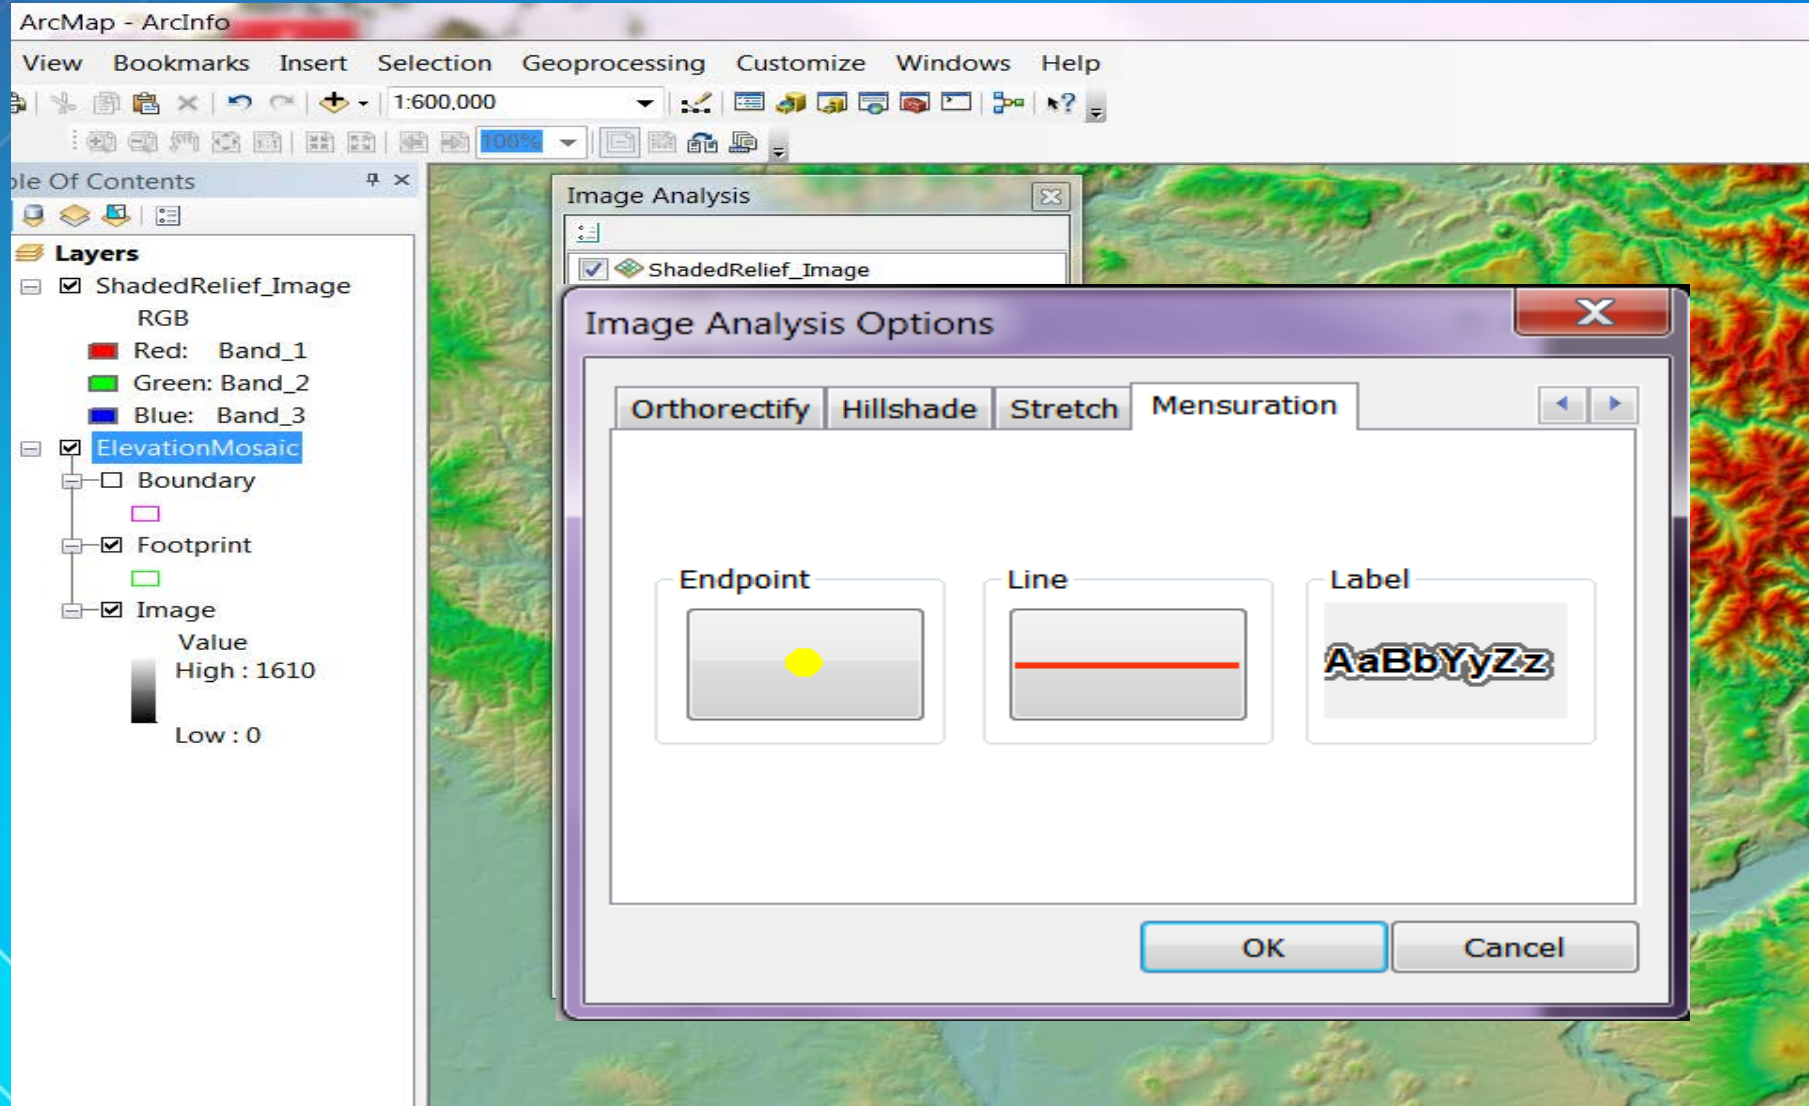 ArcMap - ArcInfo
View Bookmarks Insert Selection Geoprocessing Customize Windows Help
1:600,000
100%
ble Of Contents
Image Analysis
Layers
ShadedRelief_Image
ShadedRelief_Image
RGB
Red: Band_1
Green: Band_2
Blue: Band_3
ElevationMosaic
Boundary
Footprint
Image
Value
High : 1610
Low : 0
Image Analysis Options
Orthorectify Hillshade Stretch Mensuration
Endpoint Line Label
AaBbYyZz
OK Cancel